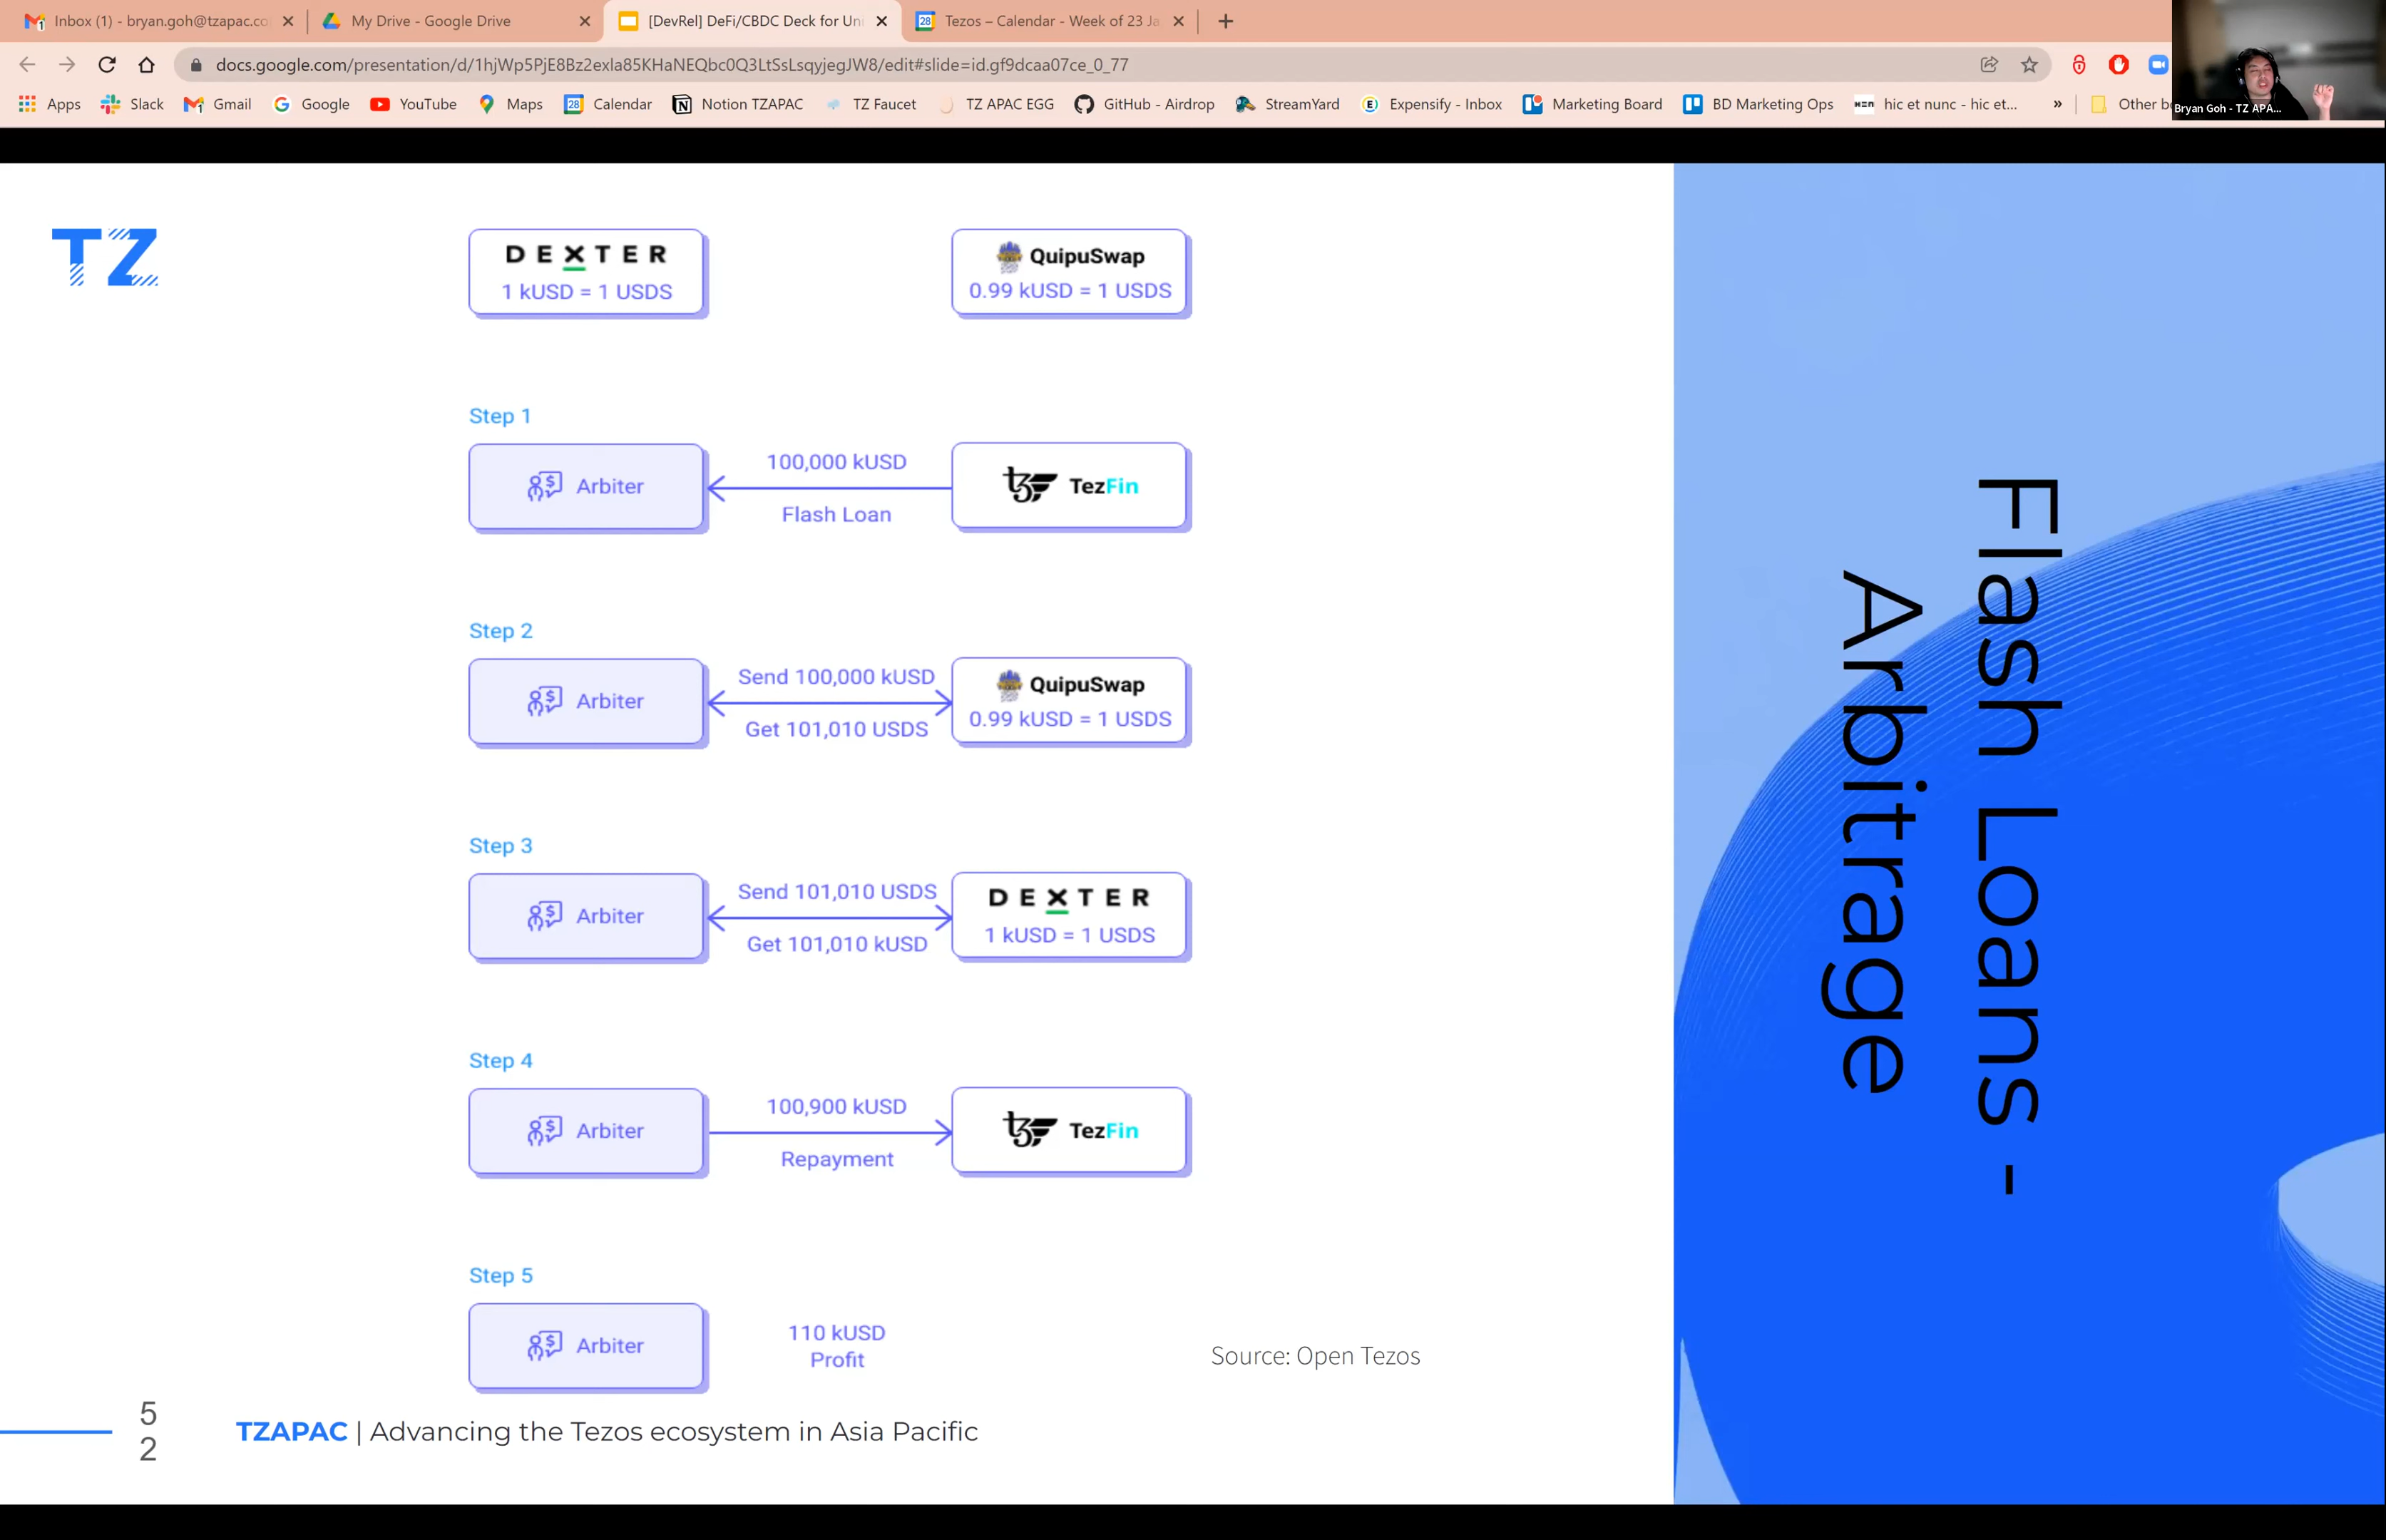 Inbox (1) - bryan.goh@tzapac.co
My Drive - Google Drive
[DevRel] DeFi/CBDC Deck for Uni
Tezos – Calendar - Week of 23 Ja
docs.google.com/presentation/d/1hjWp5PjE8Bz2exla85KHaNEQbc0Q3LtSsLsqyjegJW8/edit#slide=id.gf9dcaa07ce_0_77
Apps
Slack
Gmail
Google
YouTube
Maps
Calendar
Notion TZAPAC
TZ Faucet
TZ APAC EGG
GitHub - Airdrop
StreamYard
Expensify - Inbox
Marketing Board
BD Marketing Ops
hic et nunc - hic et...
»
Other b
Bryan Goh - TZ APA...
TZ
DEXTER
1 kUSD = 1 USDS
QuipuSwap
0.99 kUSD = 1 USDS
Step 1
Arbiter
100,000 kUSD
Flash Loan
TezFin
Step 2
Arbiter
Send 100,000 kUSD
Get 101,010 USDS
QuipuSwap
0.99 kUSD = 1 USDS
Step 3
Arbiter
Send 101,010 USDS
Get 101,010 kUSD
DEXTER
1 kUSD = 1 USDS
Step 4
Arbiter
100,900 kUSD
Repayment
TezFin
Step 5
Arbiter
110 kUSD
Profit
Source: Open Tezos
5
2
TZAPAC | Advancing the Tezos ecosystem in Asia Pacific
Flash Loans -
Arbitrage